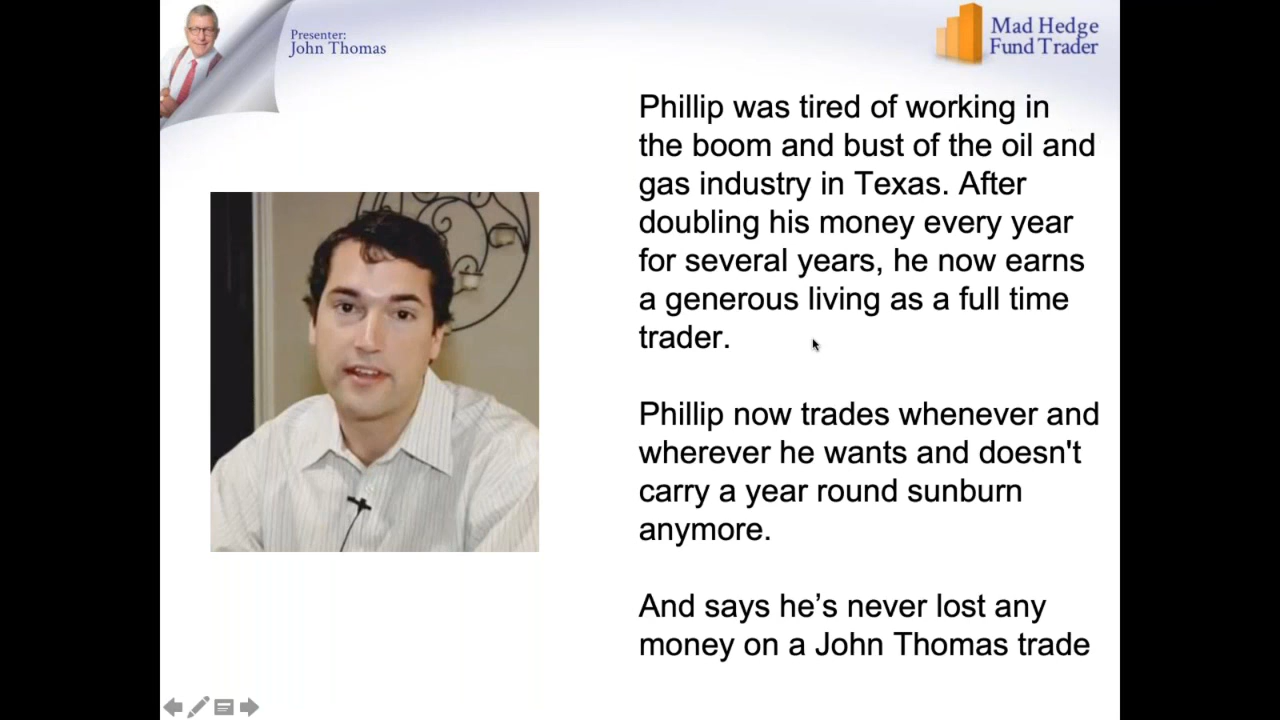 Presenter:
John Thomas
Mad Hedge
Fund Trader
Phillip was tired of working in
the boom and bust of the oil and
gas industry in Texas. After
doubling his money every year
for several years, he now earns
a generous living as a full time
trader.
Phillip now trades whenever and
wherever he wants and doesn't
carry a year round sunburn
anymore.
And says he’s never lost any
money on a John Thomas trade